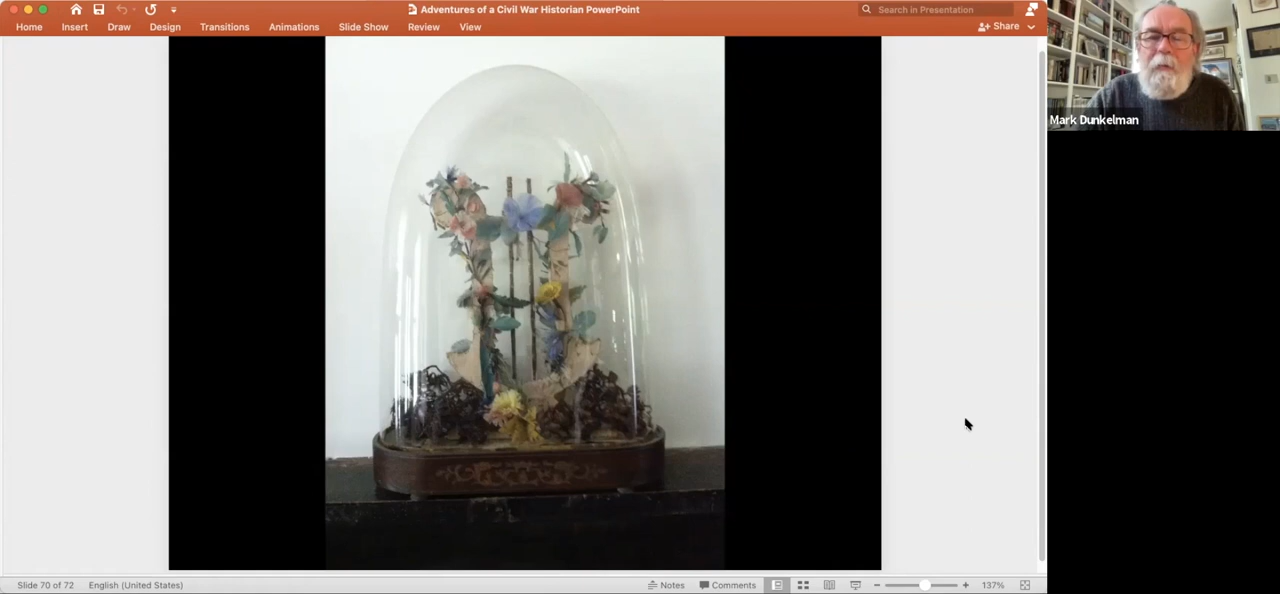 Adventures of a Civil War Historian PowerPoint
Search in Presentation
Home Insert Draw Design Transitions Animations Slide Show Review View
Share
Mark Dunkelman
Slide 70 of 72 English (United States) Notes Comments 137%